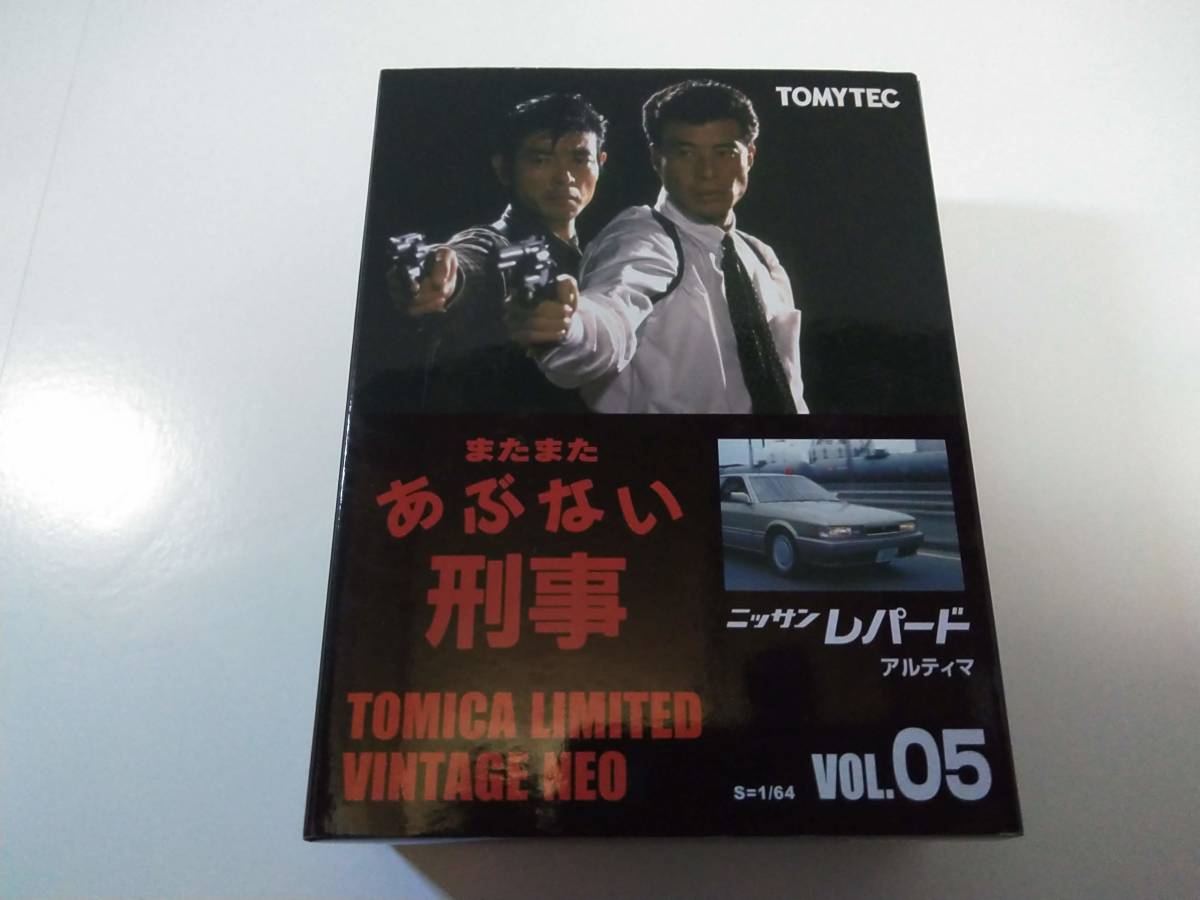 TOMYTEC
またまた
あぶない
刑事
ニッサン レパード
アルティマ
TOMICA LIMITED
VINTAGE NEO
S=1/64 VOL.05